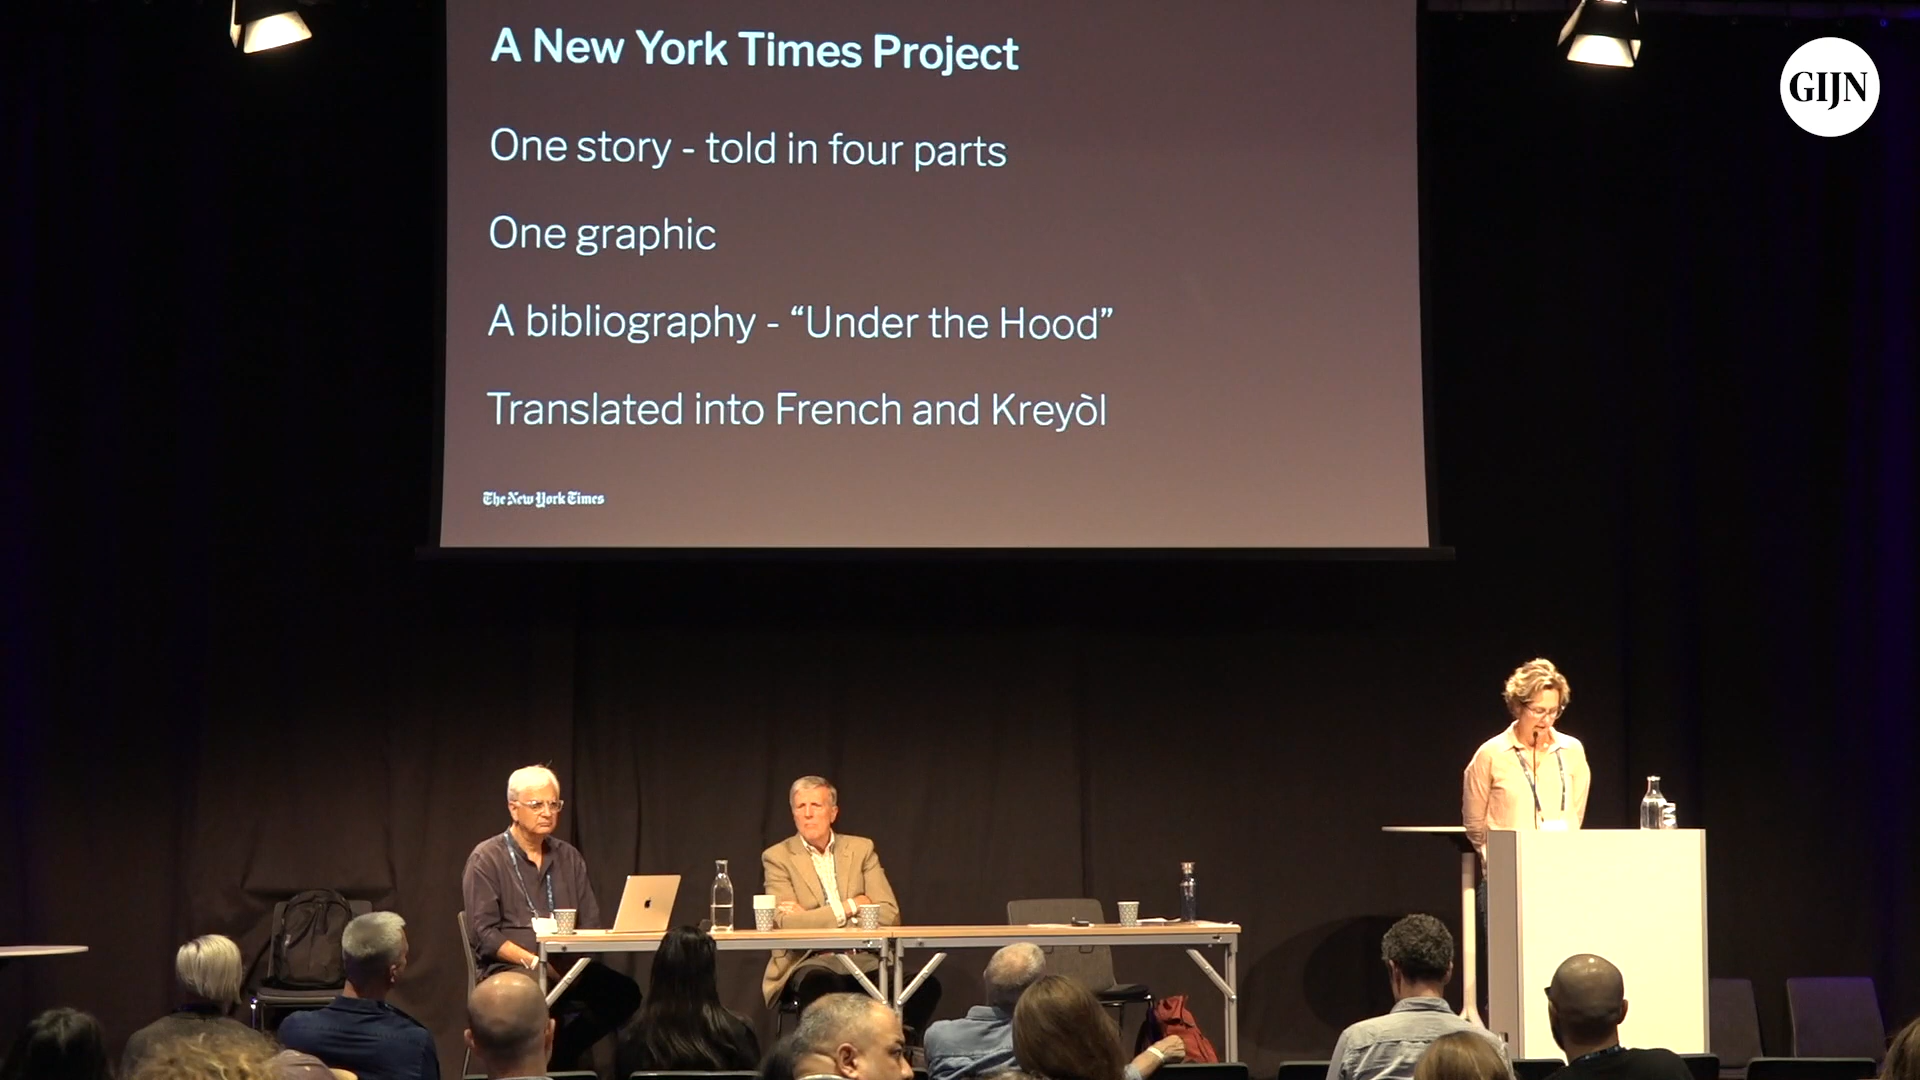 A New York Times Project
One story - told in four parts
One graphic
A bibliography - “Under the Hood”
Translated into French and Kreyòl
The New York Times
GIJN